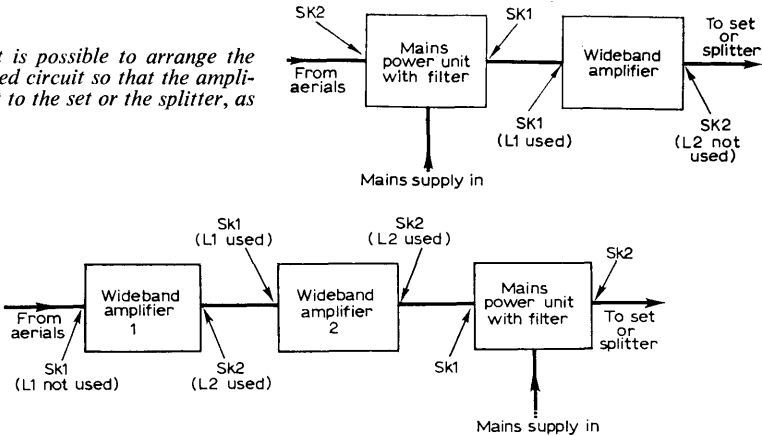 t is possible to arrange the
ed circuit so that the ampli-
t to the set or the splitter, as
SK2
Mains
power unit
with filter
SK1
From
aerials
Mains supply in
Wideband
amplifier
SK1
(L1 used)
To set
or
splitter
SK2
(L2 not
used)
From
aerials
Wideband
amplifier
1
Sk1
(L1 not used)
Sk2
(L2 used)
Sk1
(L1 used)
Wideband
amplifier
2
Sk2
(L2 used)
Sk1
Mains
power unit
with filter
Sk2
To set
or
splitter
Mains supply in